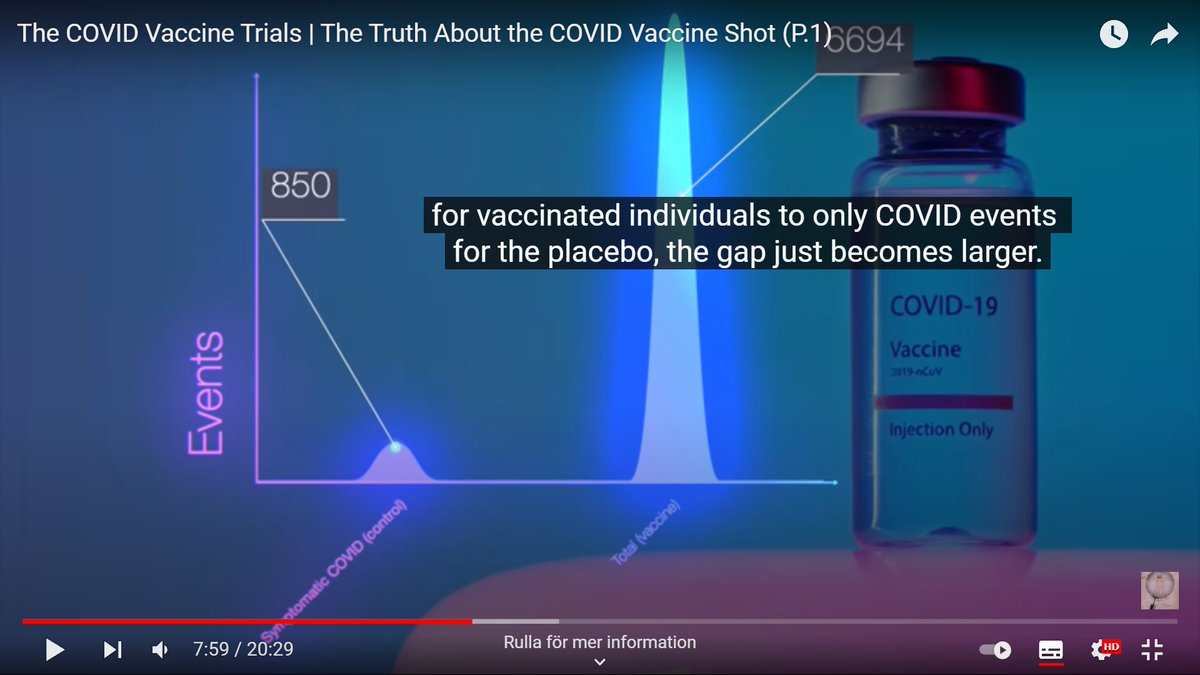 The COVID Vaccine Trials | The Truth About the COVID Vaccine Shot (P.1)
6694
850
for vaccinated individuals to only COVID events
for the placebo, the gap just becomes larger.
Events
COVID-19
Vaccine
2019-nCoV
Injection Only
Symptomatic COVID (control)
Total (vaccine)
7:59 / 20:29
Rulla för mer information
HD